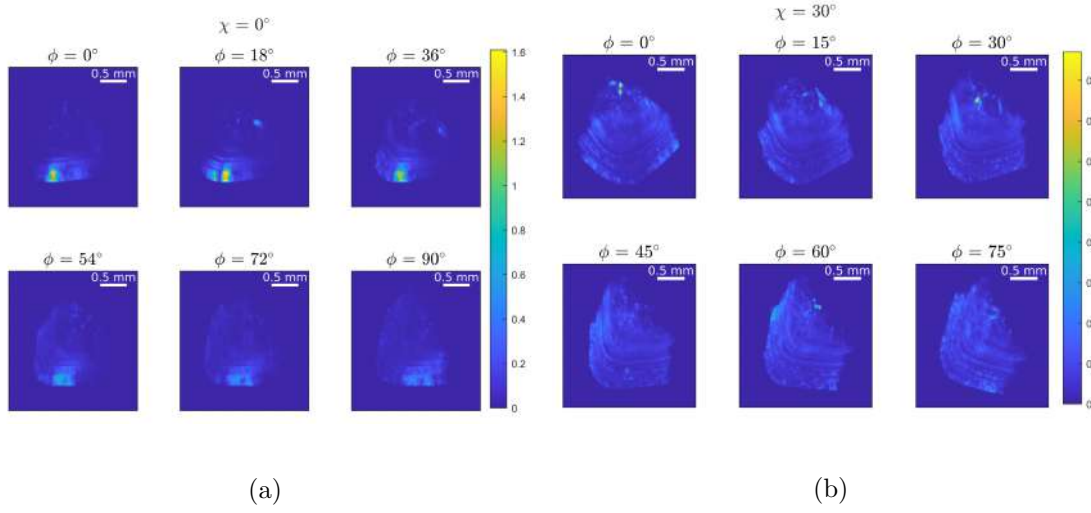 χ = 0°
ϕ = 0° ϕ = 18° ϕ = 36°
0.5 mm 0.5 mm 0.5 mm
ϕ = 54° ϕ = 72° ϕ = 90°
0.5 mm 0.5 mm 0.5 mm
1.6
1.4
1.2
1
0.8
0.6
0.4
0.2
0
(a)
χ = 30°
ϕ = 0° ϕ = 15° ϕ = 30°
0.5 mm 0.5 mm 0.5 mm
ϕ = 45° ϕ = 60° ϕ = 75°
0.5 mm 0.5 mm 0.5 mm
(b)